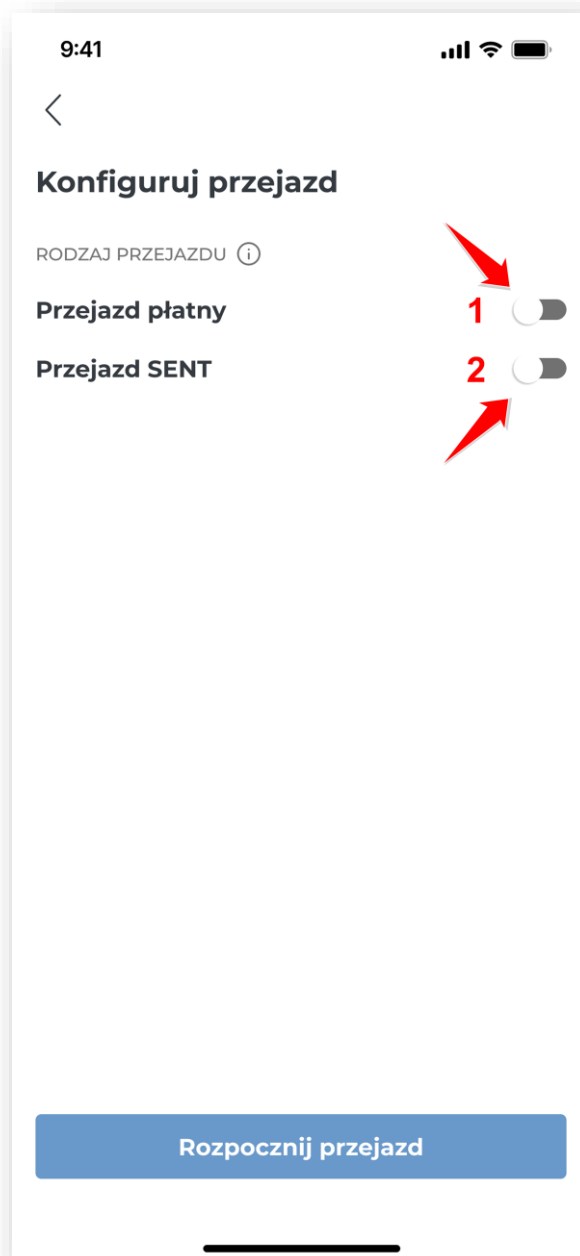 9:41
Konfiguruj przejazd
RODZAJ PRZEJAZDU
Przejazd płatny 1
Przejazd SENT 2
Rozpocznij przejazd